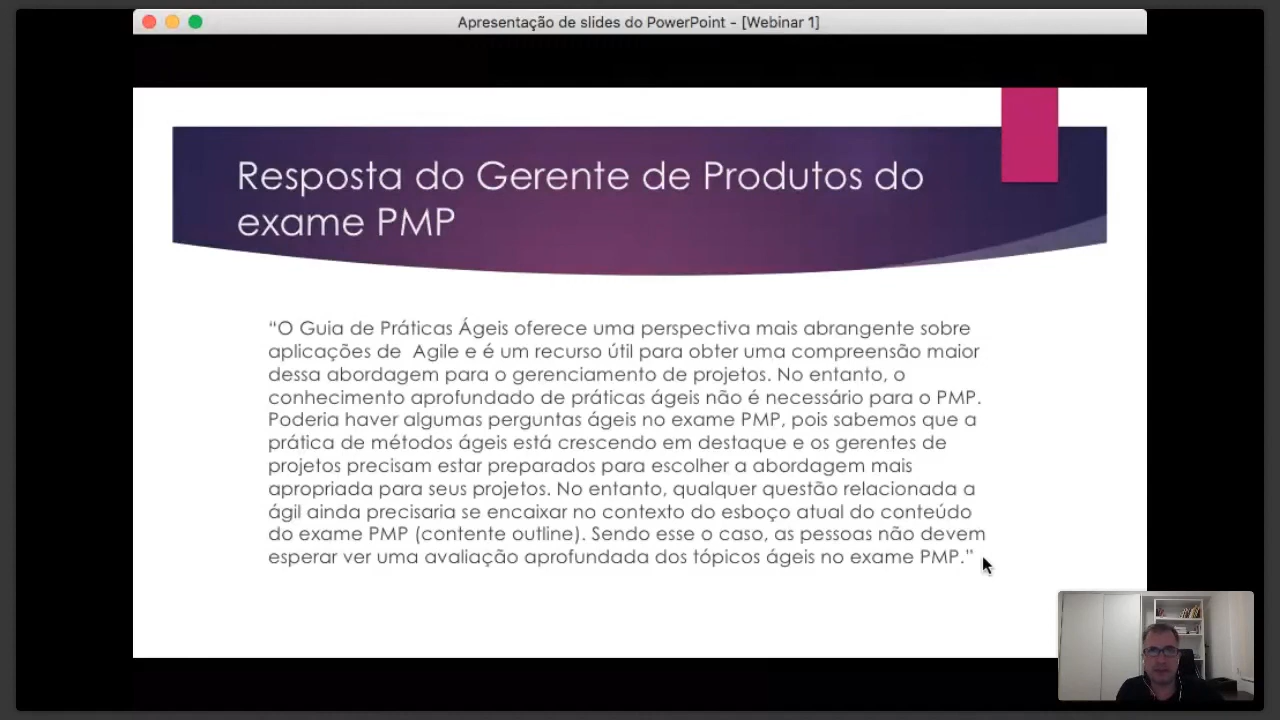 Apresentação de slides do PowerPoint - [Webinar 1]
Resposta do Gerente de Produtos do
exame PMP
“O Guia de Práticas Ágeis oferece uma perspectiva mais abrangente sobre
aplicações de  Agile e é um recurso útil para obter uma compreensão maior
dessa abordagem para o gerenciamento de projetos. No entanto, o
conhecimento aprofundado de práticas ágeis não é necessário para o PMP.
Poderia haver algumas perguntas ágeis no exame PMP, pois sabemos que a
prática de métodos ágeis está crescendo em destaque e os gerentes de
projetos precisam estar preparados para escolher a abordagem mais
apropriada para seus projetos. No entanto, qualquer questão relacionada a
ágil ainda precisaria se encaixar no contexto do esboço atual do conteúdo
do exame PMP (contente outline). Sendo esse o caso, as pessoas não devem
esperar ver uma avaliação aprofundada dos tópicos ágeis no exame PMP.”